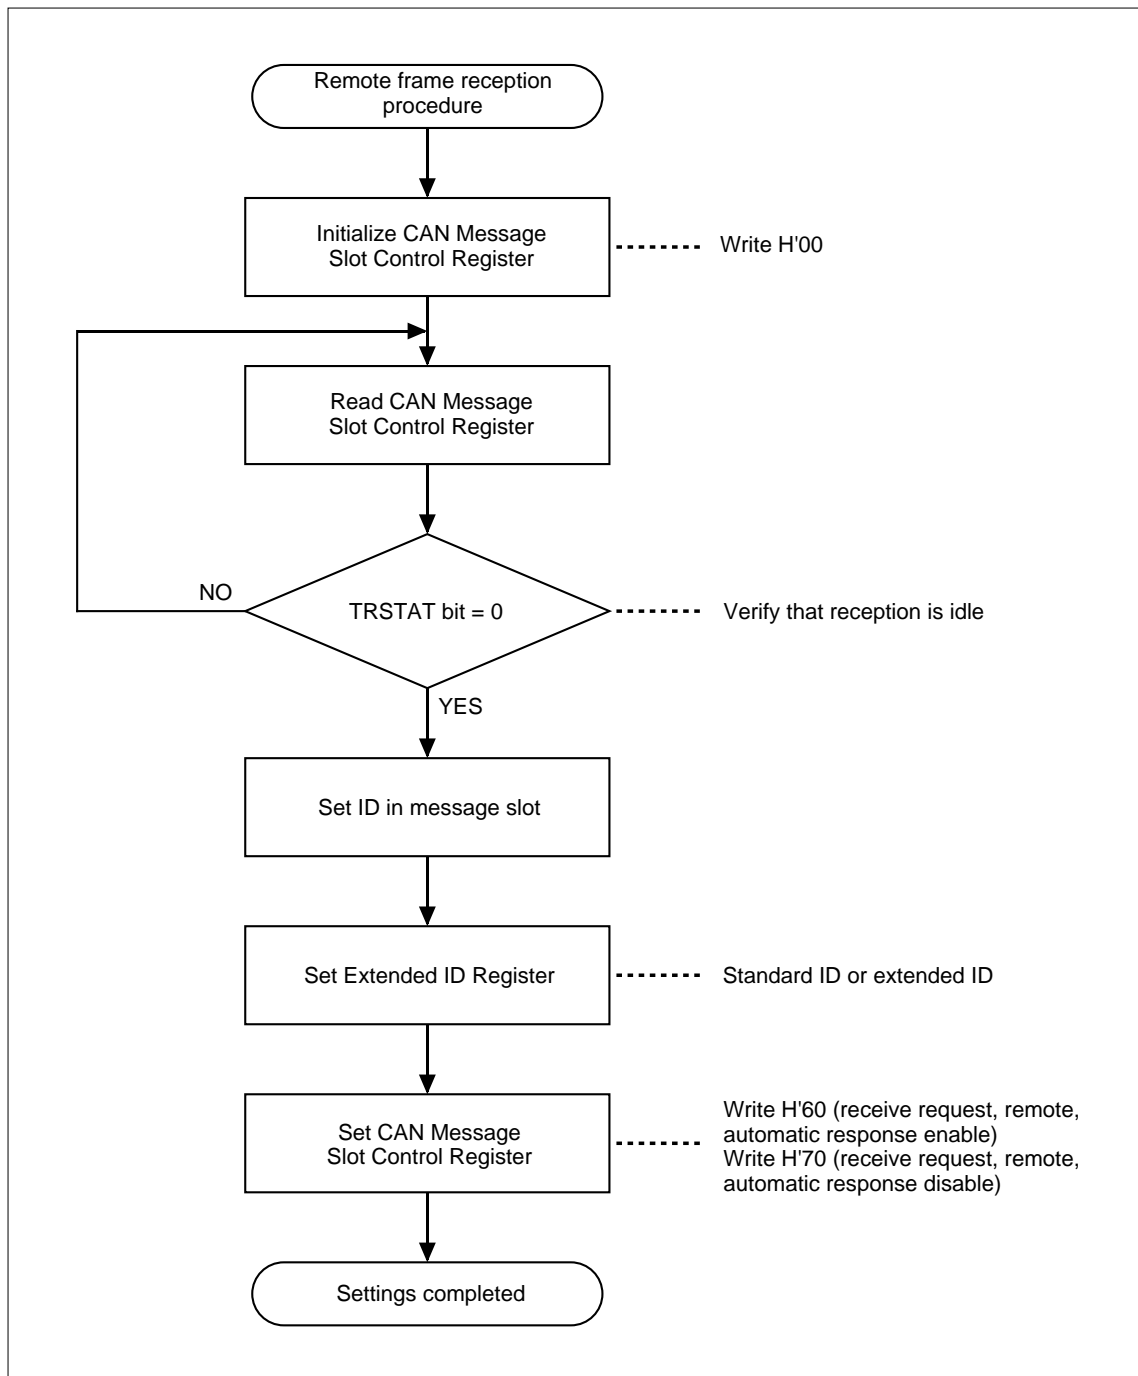 Remote frame reception
procedure
Initialize CAN Message
Slot Control Register
Write H'00
Read CAN Message
Slot Control Register
NO
TRSTAT bit = 0
Verify that reception is idle
YES
Set ID in message slot
Set Extended ID Register
Standard ID or extended ID
Set CAN Message
Slot Control Register
Write H'60 (receive request, remote,
automatic response enable)
Write H'70 (receive request, remote,
automatic response disable)
Settings completed